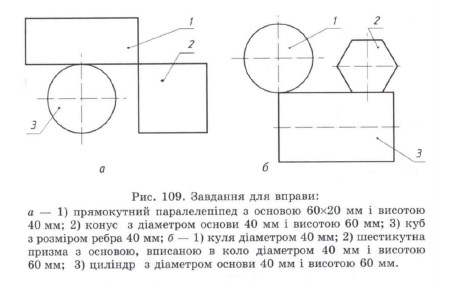 1
2
3
а
1
2
3
б
Рис. 109. Завдання для вправи:
а — 1) прямокутний паралелепіпед з основою 60×20 мм і висотою
40 мм; 2) конус з діаметром основи 40 мм і висотою 60 мм; 3) куб
з розміром ребра 40 мм; б — 1) куля діаметром 40 мм; 2) шестикутна
призма з основою, вписаною в коло діаметром 40 мм і висотою
60 мм; 3) циліндр з діаметром основи 40 мм і висотою 60 мм.